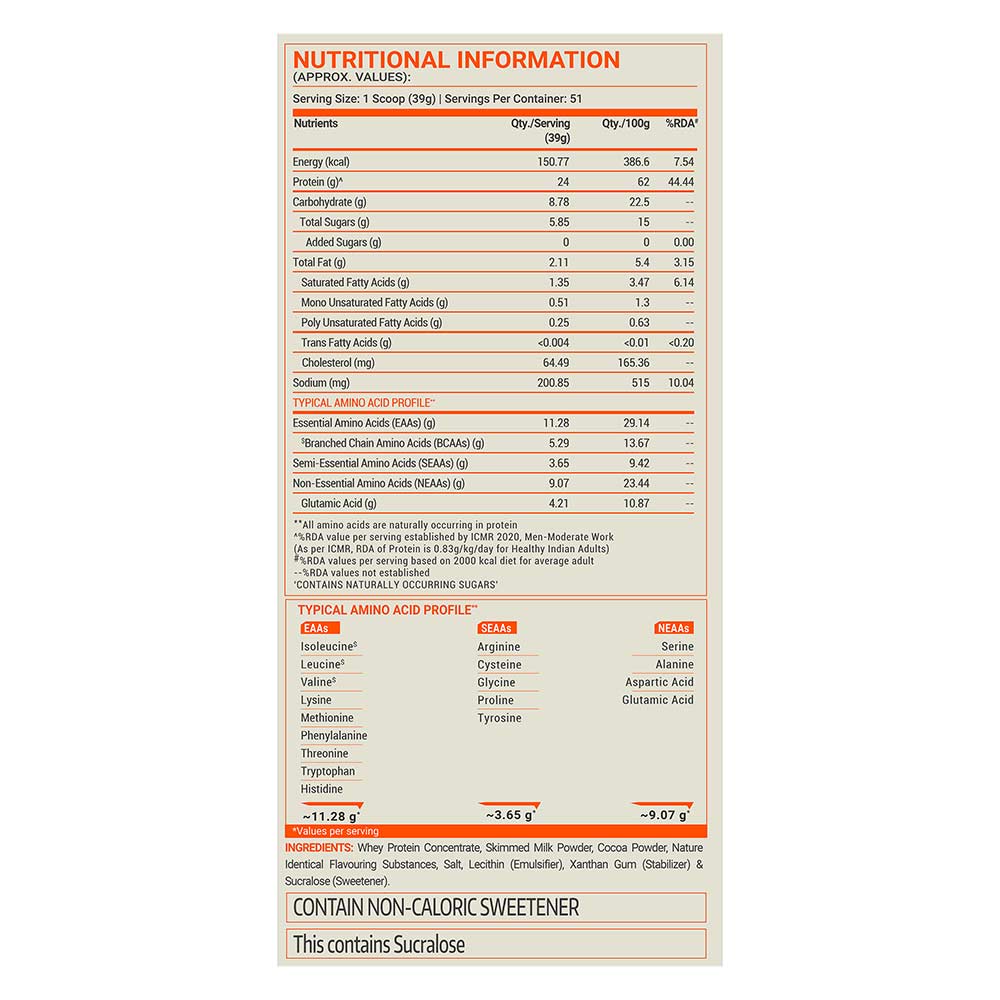 NUTRITIONAL INFORMATION
(APPROX. VALUES):
Serving Size: 1 Scoop (39g) | Servings Per Container: 51
Nutrients Qty./Serving (39g) Qty./100g %RDA#
Energy (kcal) 150.77 386.6 7.54
Protein (g)^ 24 62 44.44
Carbohydrate (g) 8.78 22.5 --
Total Sugars (g) 5.85 15 --
Added Sugars (g) 0 0 0.00
Total Fat (g) 2.11 5.4 3.15
Saturated Fatty Acids (g) 1.35 3.47 6.14
Mono Unsaturated Fatty Acids (g) 0.51 1.3 --
Poly Unsaturated Fatty Acids (g) 0.25 0.63 --
Trans Fatty Acids (g) <0.004 <0.01 <0.20
Cholesterol (mg) 64.49 165.36 --
Sodium (mg) 200.85 515 10.04
TYPICAL AMINO ACID PROFILE**
Essential Amino Acids (EAAs) (g) 11.28 29.14 --
$Branched Chain Amino Acids (BCAAs) (g) 5.29 13.67 --
Semi-Essential Amino Acids (SEAAs) (g) 3.65 9.42 --
Non-Essential Amino Acids (NEAAs) (g) 9.07 23.44 --
Glutamic Acid (g) 4.21 10.87 --
**All amino acids are naturally occurring in protein
^%RDA value per serving established by ICMR 2020, Men-Moderate Work
(As per ICMR, RDA of Protein is 0.83g/kg/day for Healthy Indian Adults)
#%RDA values per serving based on 2000 kcal diet for average adult
--%RDA values not established
'CONTAINS NATURALLY OCCURRING SUGARS'
TYPICAL AMINO ACID PROFILE**
EAAs SEAAs NEAAs
Isoleucine$ Arginine Serine
Leucine$ Cysteine Alanine
Valine$ Glycine Aspartic Acid
Lysine Proline Glutamic Acid
Methionine Tyrosine
Phenylalanine
Threonine
Tryptophan
Histidine
~11.28 g* ~3.65 g* ~9.07 g*
*Values per serving
INGREDIENTS: Whey Protein Concentrate, Skimmed Milk Powder, Cocoa Powder, Nature
Identical Flavouring Substances, Salt, Lecithin (Emulsifier), Xanthan Gum (Stabilizer) &
Sucralose (Sweetener).
CONTAIN NON-CALORIC SWEETENER
This contains Sucralose